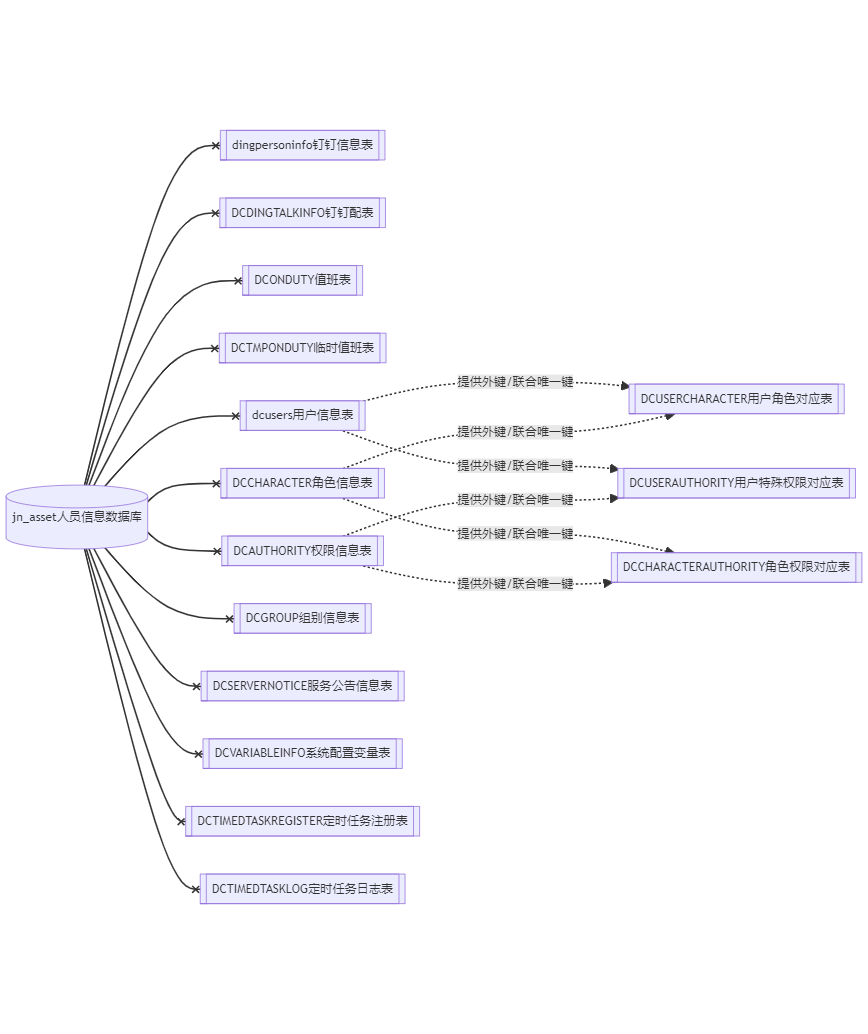 dingpersoninfo钉钉信息表
DCDINGTALKINFO钉钉配表
DCONDUTY值班表
DCTMPONDUTY临时值班表
dcusers用户信息表
DCCHARACTER角色信息表
jn_asset人员信息数据库
DCAUTHORITY权限信息表
DCGROUP组别信息表
DCSERVERNOTICE服务公告信息表
DCVARIABLEINFO系统配置变量表
DCTIMEDTASKREGISTER定时任务注册表
DCTIMEDTASKLOG定时任务日志表
提供外键/联合唯一键
提供外键/联合唯一键
提供外键/联合唯一键
提供外键/联合唯一键
提供外键/联合唯一键
提供外键/联合唯一键
DCUSERCHARACTER用户角色对应表
DCUSERAUTHORITY用户特殊权限对应表
DCCHARACTERAUTHORITY角色权限对应表